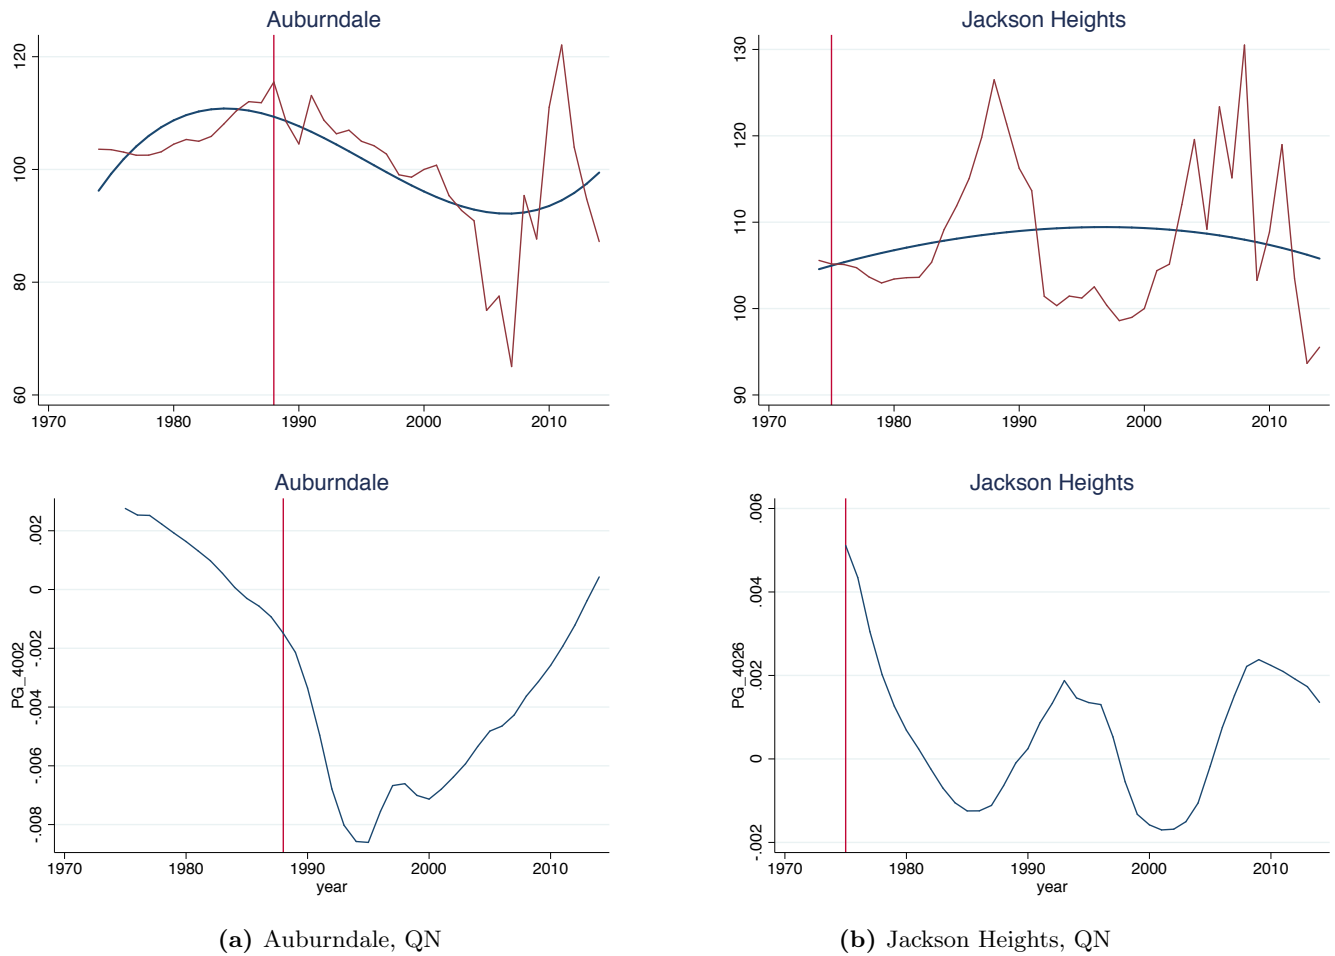 Auburndale
120
100
80
60
1970 1980 1990 2000 2010
Jackson Heights
130
120
110
100
90
1970 1980 1990 2000 2010
Auburndale
PG_4002
.002
0
-.002
-.004
-.006
-.008
1970 1980 1990 2000 2010
year
Jackson Heights
PG_4026
.006
.004
.002
0
-.002
1970 1980 1990 2000 2010
year
(a) Auburndale, QN
(b) Jackson Heights, QN